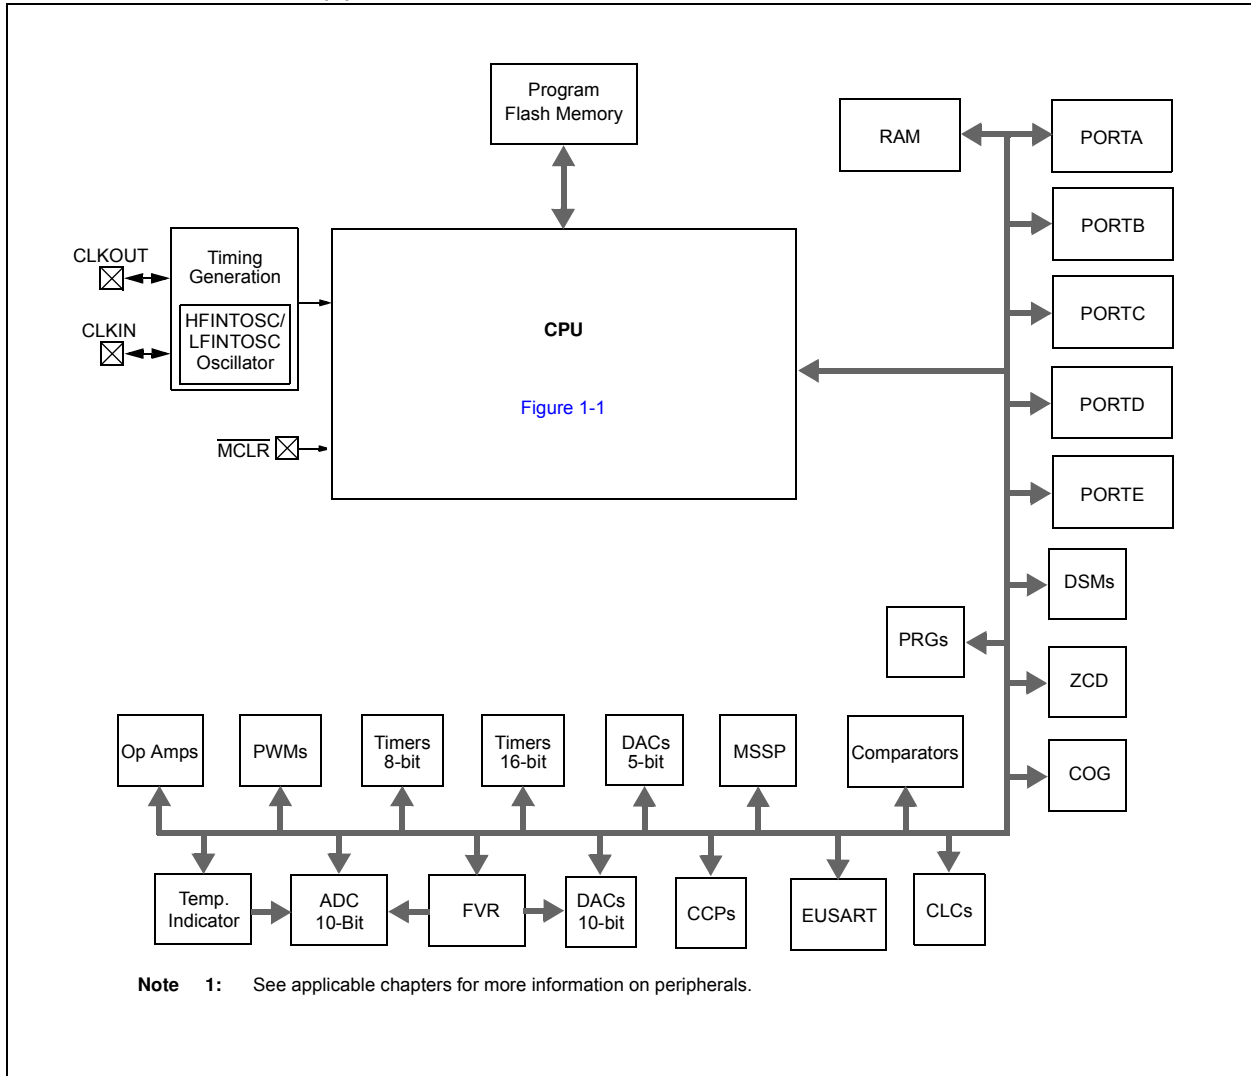 Program
Flash Memory
RAM
PORTA
PORTB
CLKOUT
Timing
Generation
PORTC
HFINTOSC/
LFINTOSC
Oscillator
CLKIN
CPU
Figure 1-1
PORTD
MCLR
PORTE
DSMs
PRGs
ZCD
Op Amps
PWMs
Timers
8-bit
Timers
16-bit
DACs
5-bit
MSSP
Comparators
COG
Temp.
Indicator
ADC
10-Bit
FVR
DACs
10-bit
CCPs
EUSART
CLCs
Note 1: See applicable chapters for more information on peripherals.